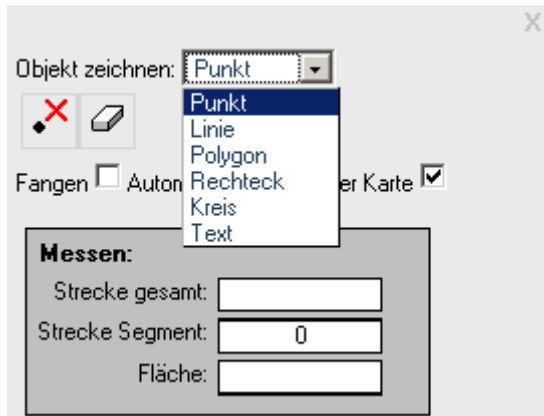 X
Objekt zeichnen: Punkt
Punkt
Linie
Polygon
Rechteck
Kreis
Text
Fangen Autom er Karte
Messen:
Strecke gesamt:
Strecke Segment: 0
Fläche: